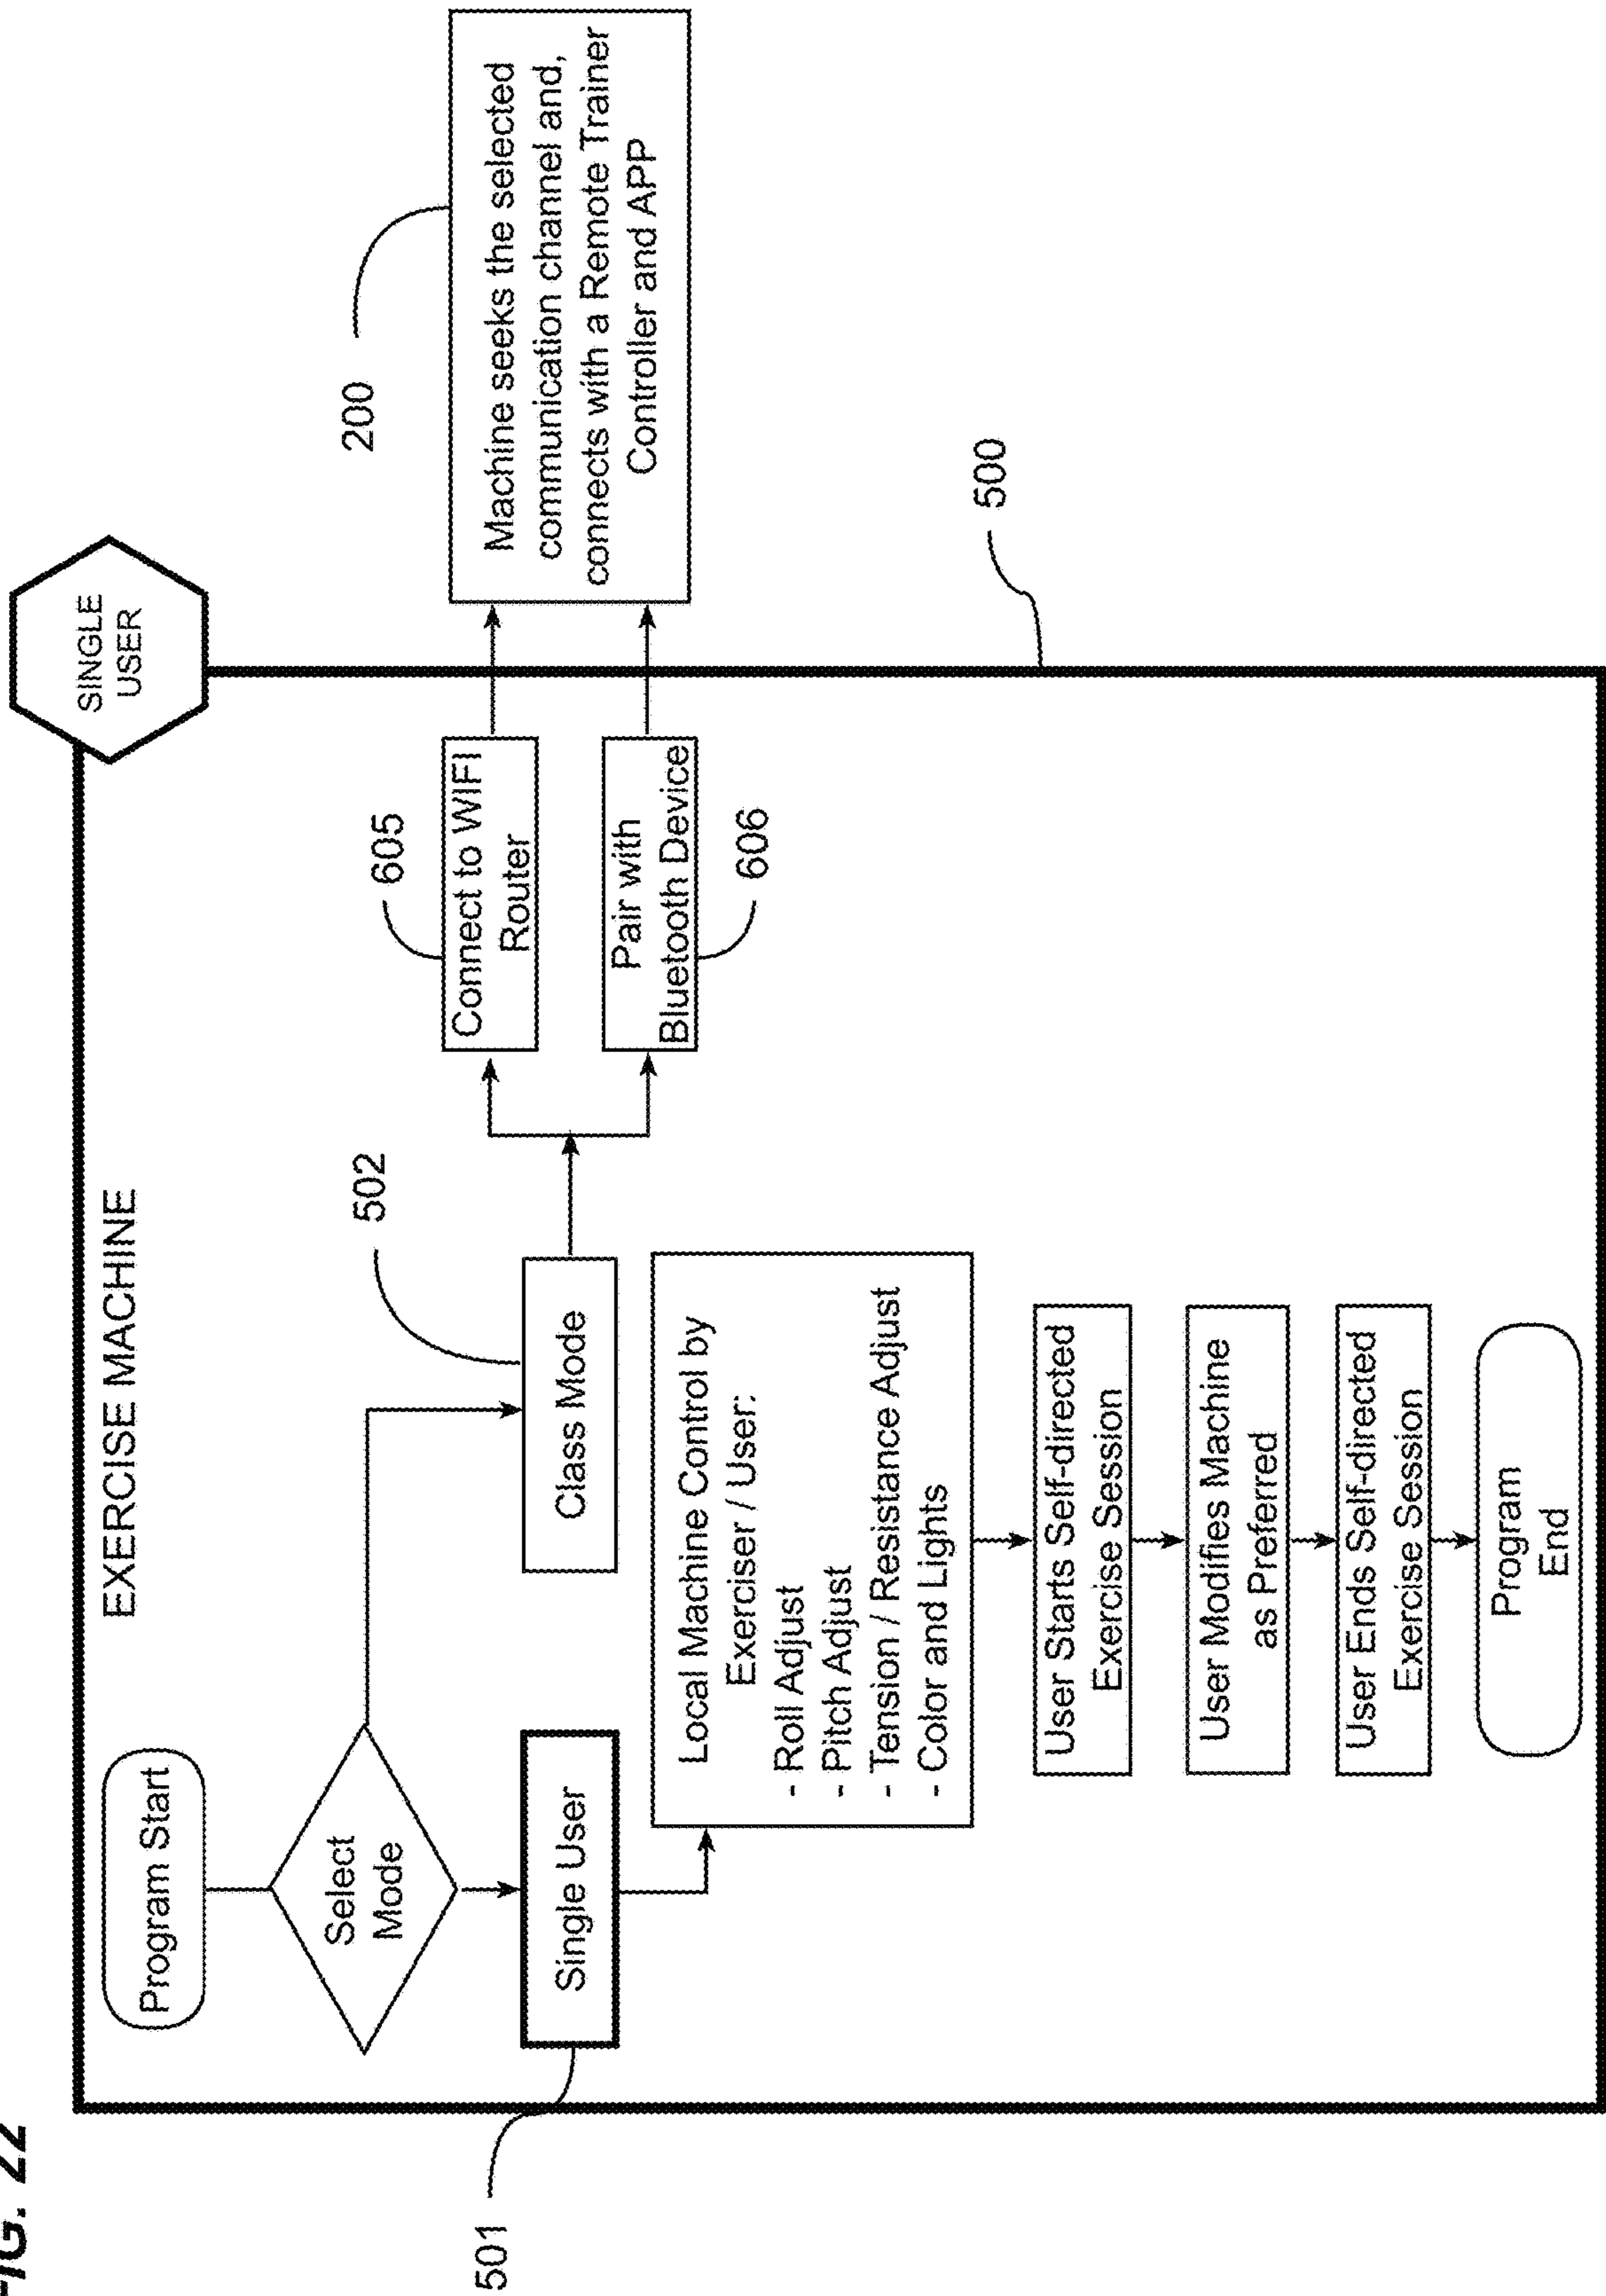 FIG. 22
SINGLE
USER
EXERCISE MACHINE
Program Start
Select
Mode
Single User
501
Class Mode
502
Connect to WIFI
Router
605
Pair with
Bluetooth Device
606
Machine seeks the selected
communication channel and,
connects with a Remote Trainer
Controller and APP
200
500
Local Machine Control by
Exerciser / User:
- Roll Adjust
- Pitch Adjust
- Tension / Resistance Adjust
- Color and Lights
User Starts Self-directed
Exercise Session
User Modifies Machine
as Preferred
User Ends Self-directed
Exercise Session
Program
End